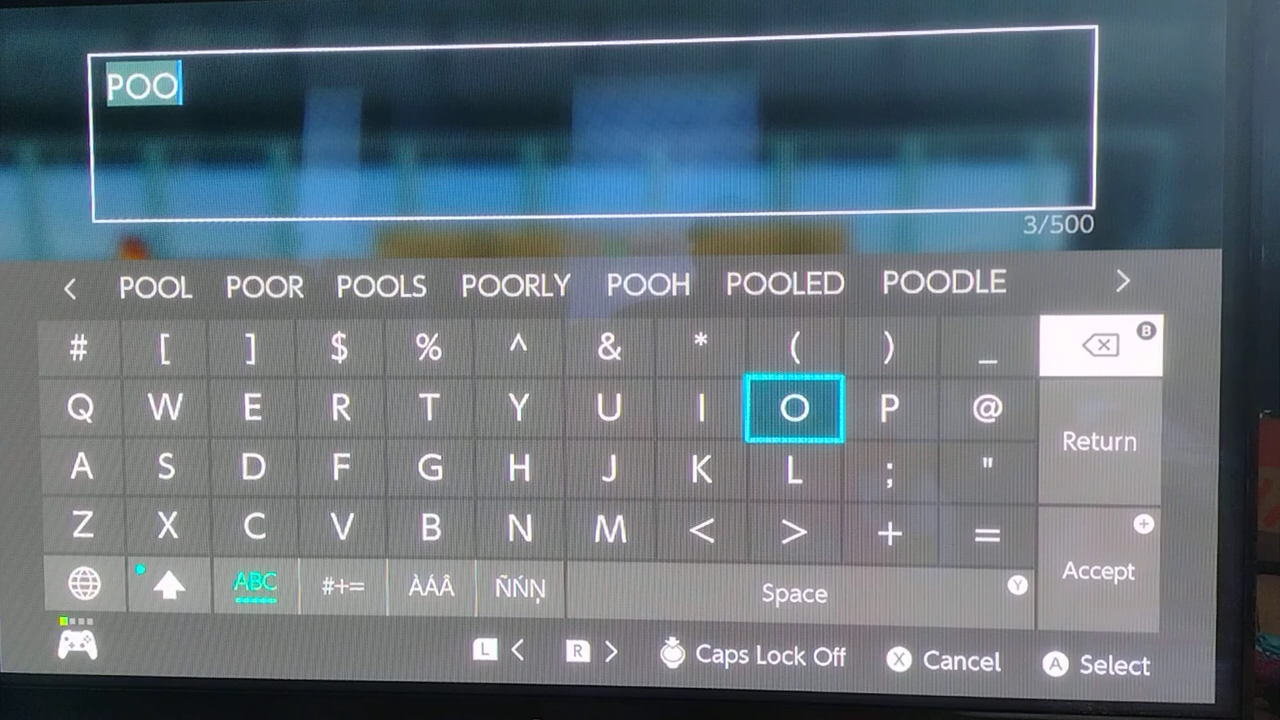 POO
3/500
< POOL POOR POOLS POORLY POOH POOLED POODLE >
# [ ] $ % ^ & * ( ) _ B
Q W E R T Y U I O P @
Return
A S D F G H J K L ; "
Z X C V B N M < > + = +
Accept
ABC #+= ÀÁÂ ÑŃŅ Space Y
L < R > Caps Lock Off X Cancel A Select